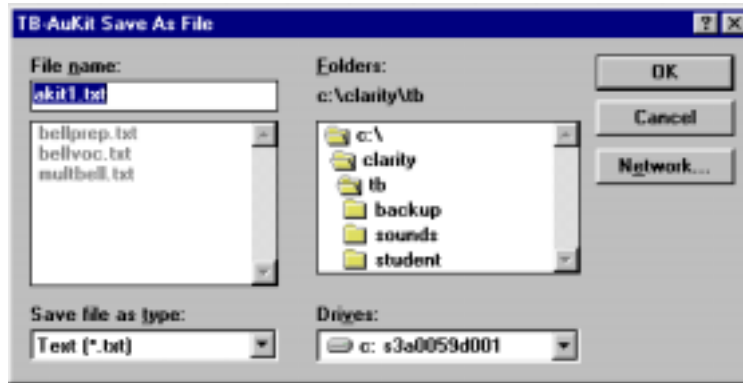 TB-AuKit Save As File
File name:
akit1.txt
bellprep.txt
bellvoc.txt
multbell.txt
Save file as type:
Text (*.txt)
Folders:
c:\clarity\tb
c:\
clarity
tb
backup
sounds
student
Drives:
c: s3a0059d001
OK
Cancel
Network...